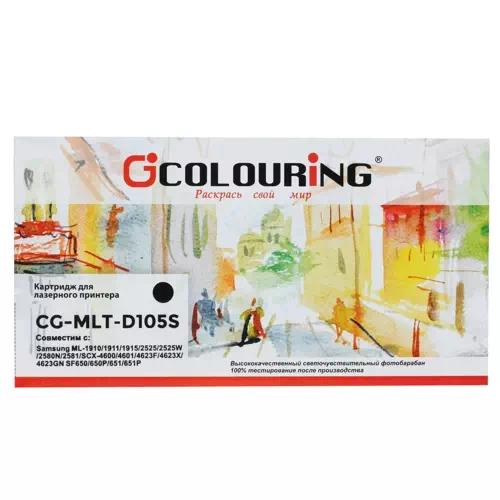 COLOURiNG®
Раскрась свой мир
Картридж для
лазерного принтера
CG-MLT-D105S
Совместим с:
Samsung ML-1910/1911/1915/2525/2525W
/2580N/2581/SCX-4600/4601/4623F/4623X/
4623GN SF650/650P/651/651P
Высококачественный светочувствительный фотобарабан
100% тестирование после производства